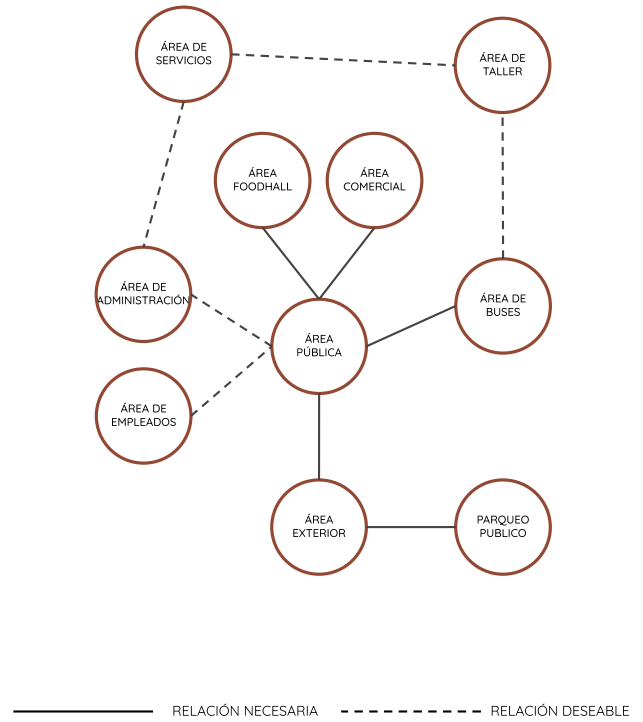 ÁREA DE
SERVICIOS
ÁREA DE
TALLER
ÁREA
FOODHALL
ÁREA
COMERCIAL
ÁREA DE
ADMINISTRACIÓN
ÁREA DE
BUSES
ÁREA
PÚBLICA
ÁREA DE
EMPLEADOS
ÁREA
EXTERIOR
PARQUEO
PUBLICO
RELACIÓN NECESARIA
RELACIÓN DESEABLE